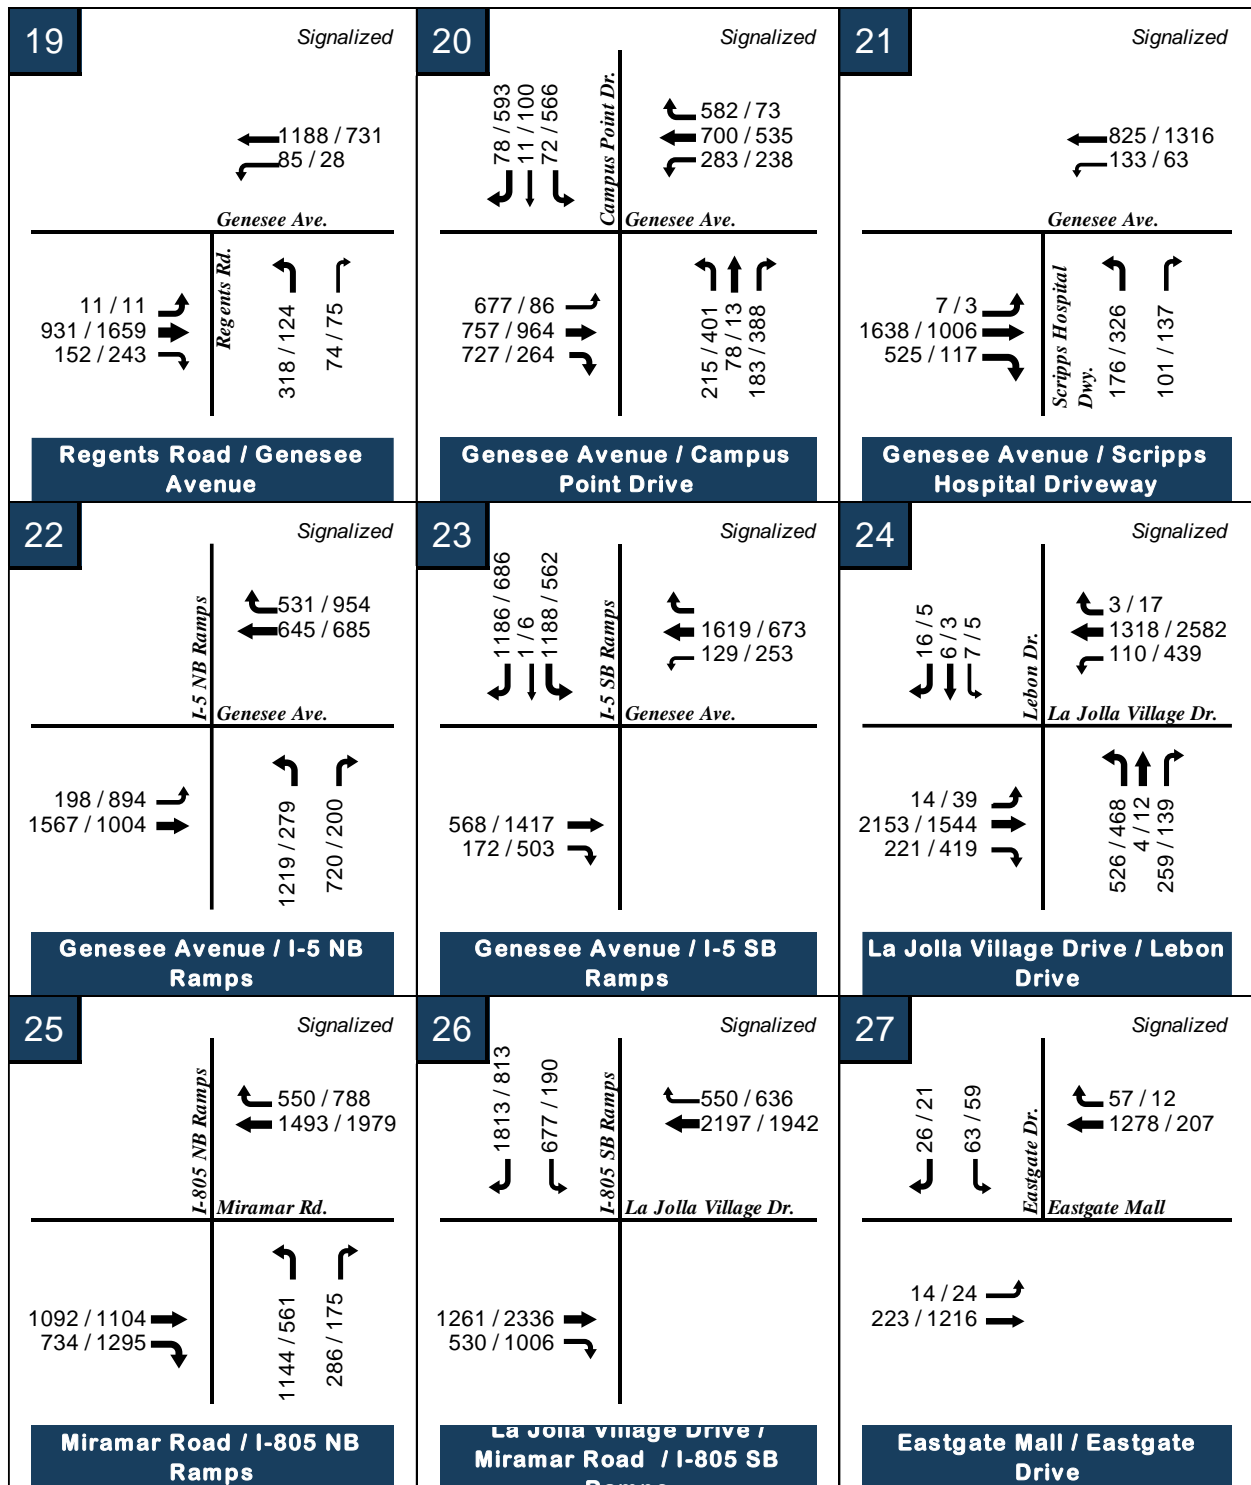 19
Signalized
1188 / 731
85 / 28
Genesee Ave.
Regents Rd.
11 / 11
931 / 1659
152 / 243
318 / 124
74 / 75
Regents Road / Genesee
Avenue
20
Signalized
78 / 593
11 / 100
72 / 566
Campus Point Dr.
582 / 73
700 / 535
283 / 238
Genesee Ave.
677 / 86
757 / 964
727 / 264
215 / 401
78 / 13
183 / 388
Genesee Avenue / Campus
Point Drive
21
Signalized
825 / 1316
133 / 63
Genesee Ave.
7 / 3
1638 / 1006
525 / 117
Scripps Hospital
Dwy.
176 / 326
101 / 137
Genesee Avenue / Scripps
Hospital Driveway
22
Signalized
I-5 NB Ramps
531 / 954
645 / 685
Genesee Ave.
198 / 894
1567 / 1004
1219 / 279
720 / 200
Genesee Avenue / I-5 NB
Ramps
23
Signalized
1186 / 686
1 / 6
1188 / 562
I-5 SB Ramps
1619 / 673
129 / 253
Genesee Ave.
568 / 1417
172 / 503
Genesee Avenue / I-5 SB
Ramps
24
Signalized
16 / 5
6 / 3
7 / 5
Lebon Dr.
3 / 17
1318 / 2582
110 / 439
La Jolla Village Dr.
14 / 39
2153 / 1544
221 / 419
526 / 468
4 / 12
259 / 139
La Jolla Village Drive / Lebon
Drive
25
Signalized
I-805 NB Ramps
550 / 788
1493 / 1979
Miramar Rd.
1092 / 1104
734 / 1295
1144 / 561
286 / 175
Miramar Road / I-805 NB
Ramps
26
Signalized
1813 / 813
677 / 190
I-805 SB Ramps
550 / 636
2197 / 1942
La Jolla Village Dr.
1261 / 2336
530 / 1006
La Jolla Village Drive /
Miramar Road / I-805 SB
Ramps
27
Signalized
26 / 21
63 / 59
Eastgate Dr.
57 / 12
1278 / 207
Eastgate Mall
14 / 24
223 / 1216
Eastgate Mall / Eastgate
Drive